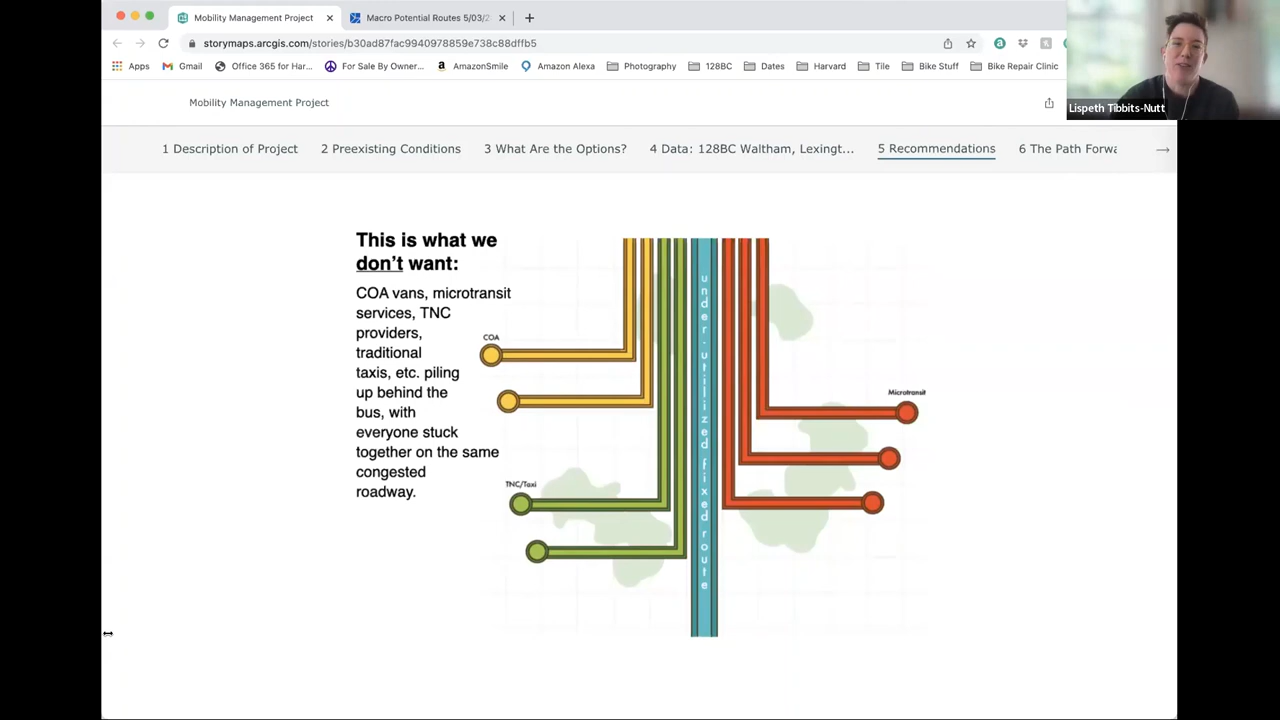 Mobility Management Project
Macro Potential Routes 5/03/2
storymaps.arcgis.com/stories/b30ad87fac9940978859e738c88dffb5
Apps
Gmail
Office 365 for Har...
For Sale By Owner...
AmazonSmile
Amazon Alexa
Photography
128BC
Dates
Harvard
Tile
Bike Stuff
Bike Repair Clinic
Lispeth Tibbits-Nutt
Mobility Management Project
1 Description of Project
2 Preexisting Conditions
3 What Are the Options?
4 Data: 128BC Waltham, Lexingt...
5 Recommendations
6 The Path Forwa
This is what we
don't want:
COA vans, microtransit
services, TNC
providers,
traditional
taxis, etc. piling
up behind the
bus, with
everyone stuck
together on the same
congested
roadway.
COA
TNC/Taxi
under-utilized fixed route
Microtransit